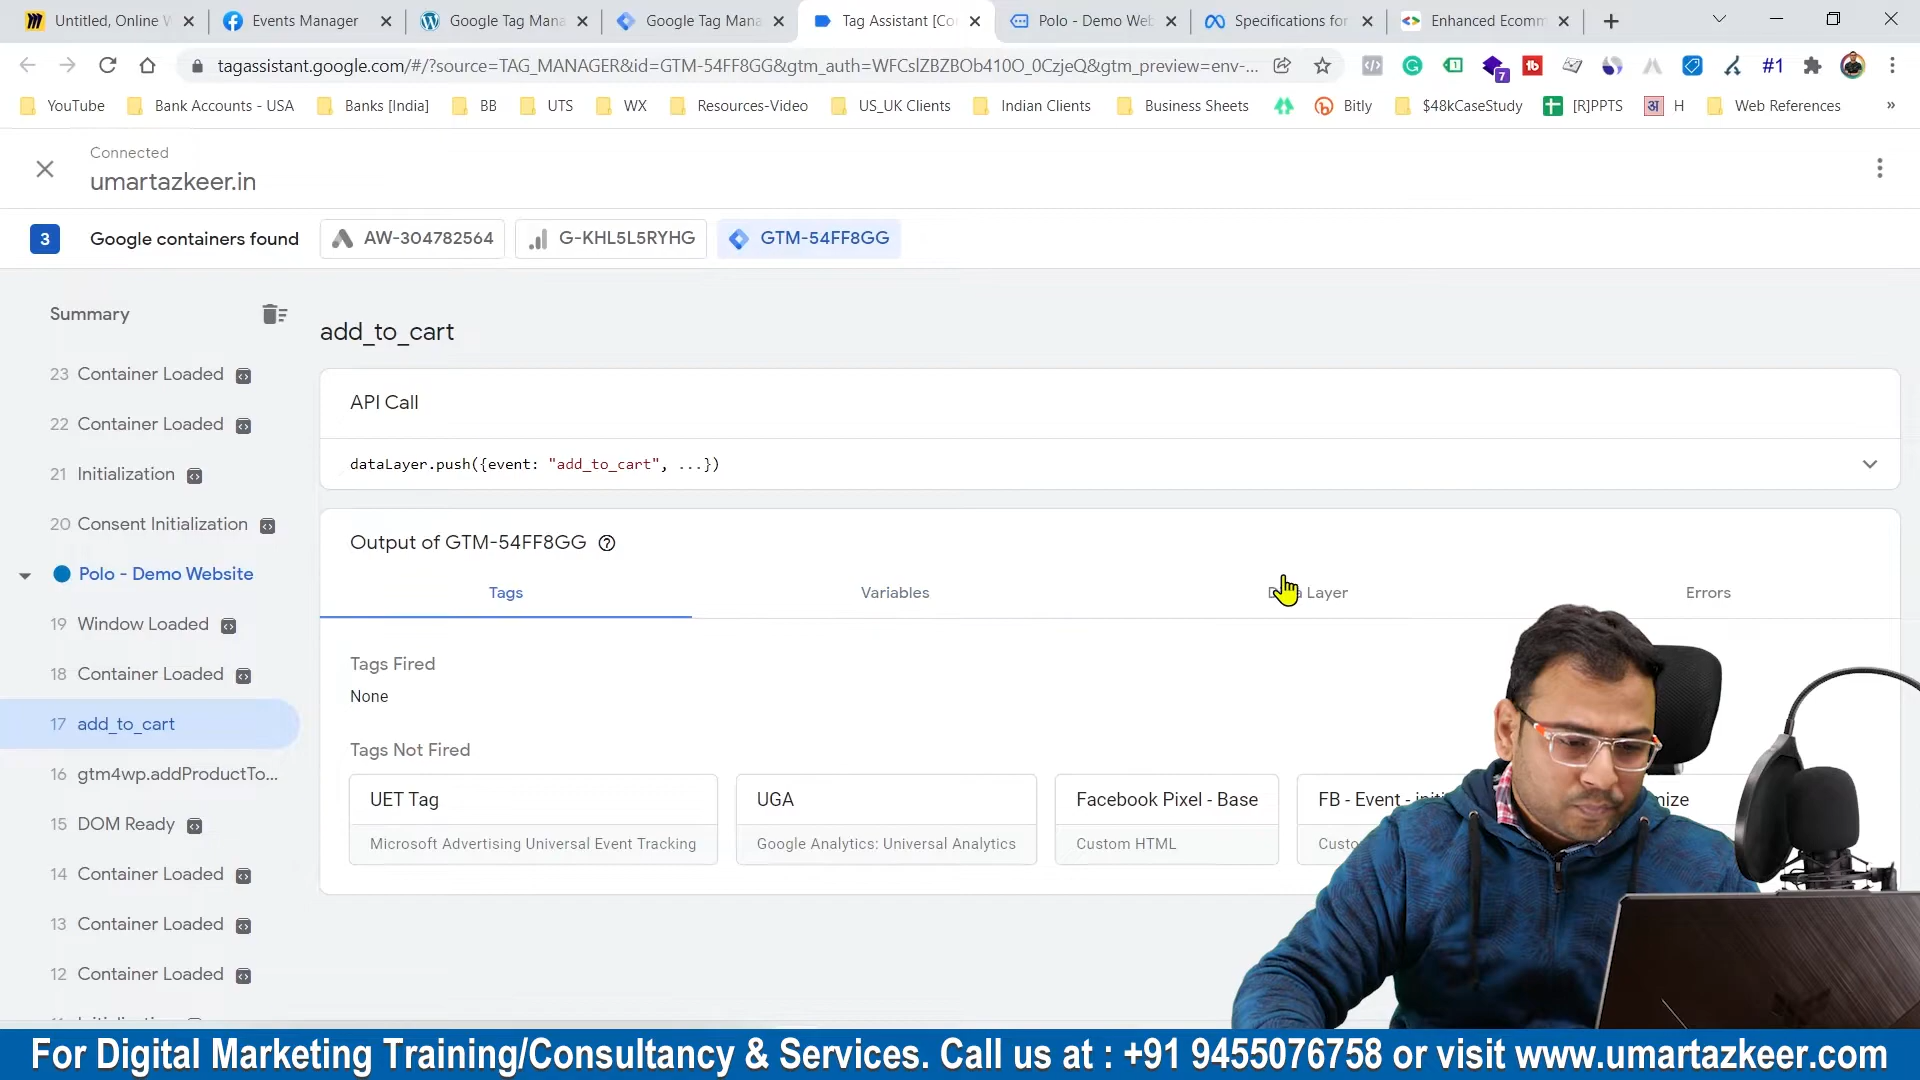 Untitled, Online W
Events Manager
Google Tag Mana
Google Tag Mana
Tag Assistant [Co
Polo - Demo Web
Specifications for
Enhanced Ecomm
tagassistant.google.com/#/?source=TAG_MANAGER&id=GTM-54FF8GG&gtm_auth=WFCslZBZBOb410O_0CzjeQ&gtm_preview=env-...
7
#1
YouTube
Bank Accounts - USA
Banks [India]
BB
UTS
WX
Resources-Video
US_UK Clients
Indian Clients
Business Sheets
Bitly
$48kCaseStudy
[R]PPTS
अ H
Web References
»
Connected
umartazkeer.in
3 Google containers found
AW-304782564
G-KHL5L5RYHG
GTM-54FF8GG
Summary
23 Container Loaded
22 Container Loaded
21 Initialization
20 Consent Initialization
Polo - Demo Website
19 Window Loaded
18 Container Loaded
17 add_to_cart
16 gtm4wp.addProductTo...
15 DOM Ready
14 Container Loaded
13 Container Loaded
12 Container Loaded
add_to_cart
API Call
dataLayer.push({event: "add_to_cart", ...})
Output of GTM-54FF8GG
Tags
Variables
Layer
Errors
Tags Fired
None
Tags Not Fired
UET Tag
Microsoft Advertising Universal Event Tracking
UGA
Google Analytics: Universal Analytics
Facebook Pixel - Base
Custom HTML
FB - Event -
For Digital Marketing Training/Consultancy & Services. Call us at : +91 9455076758 or visit www.umartazkeer.com